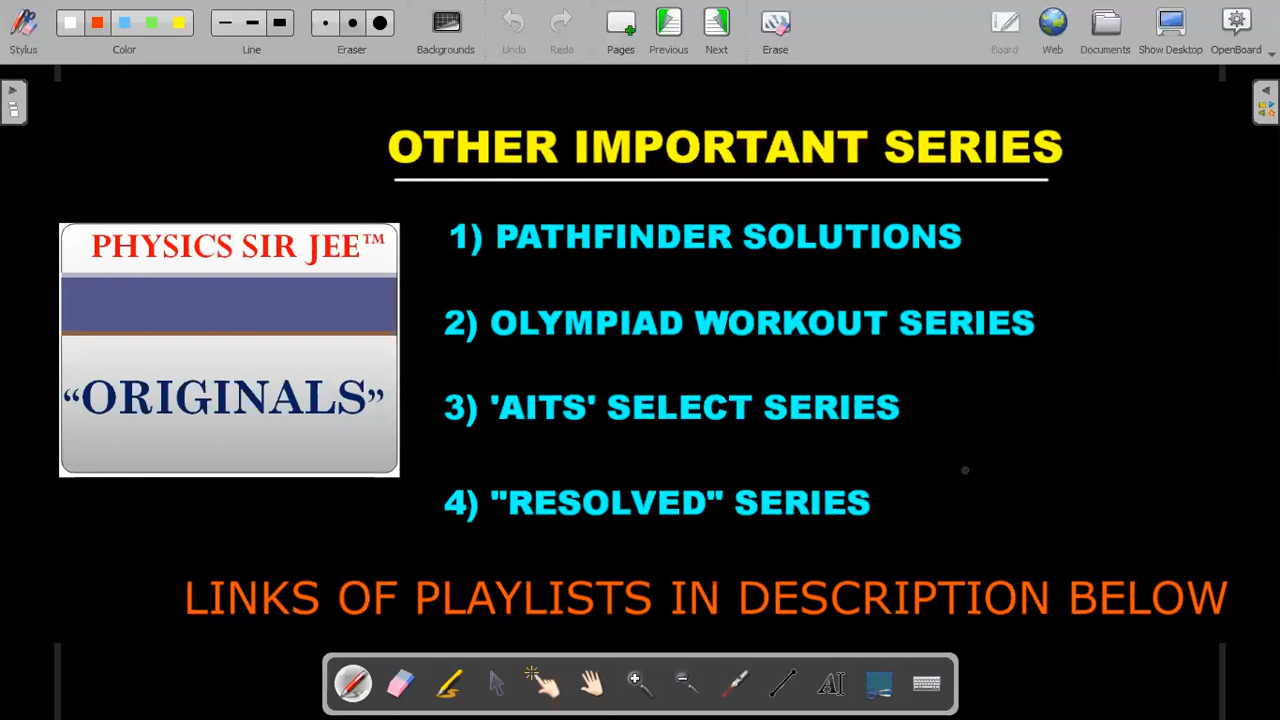 Stylus
Color
Line
Eraser
Backgrounds
Undo
Redo
Pages
Previous
Next
Erase
Board
Web
Documents
Show Desktop
OpenBoard
OTHER IMPORTANT SERIES
PHYSICS SIR JEE™
“ORIGINALS”
1) PATHFINDER SOLUTIONS
2) OLYMPIAD WORKOUT SERIES
3) 'AITS' SELECT SERIES
4) "RESOLVED" SERIES
LINKS OF PLAYLISTS IN DESCRIPTION BELOW
AI